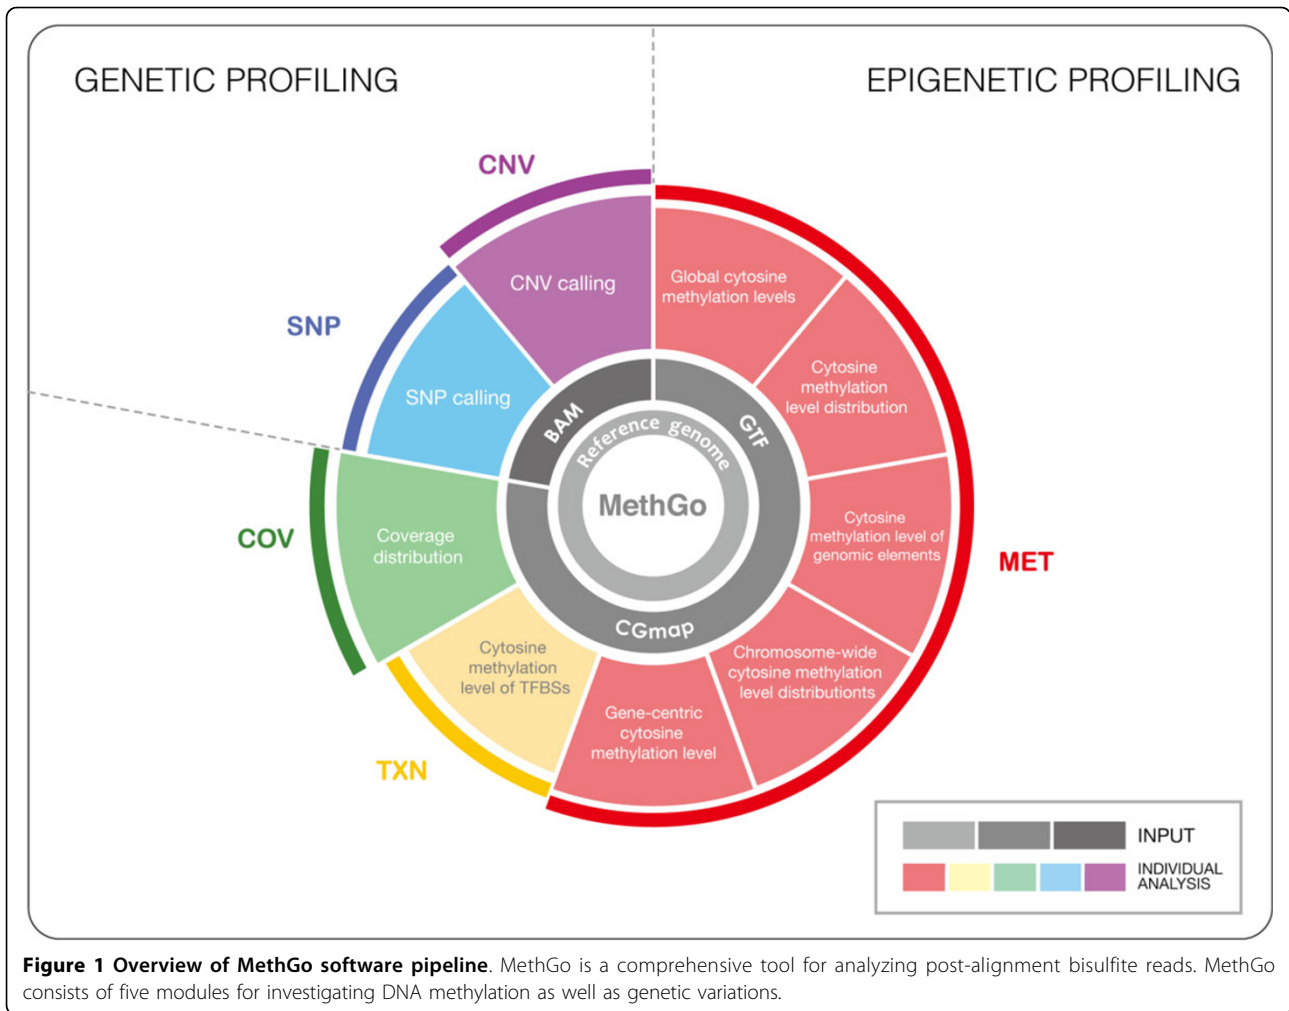 GENETIC PROFILING
EPIGENETIC PROFILING
CNV
SNP
COV
TXN
MET
CNV calling
SNP calling
Coverage
distribution
Cytosine
methylation
level of TFBSs
Gene-centric
cytosine
methylation level
Chromosome-wide
cytosine methylation
level distributionts
Cytosine
methylation level of
genomic elements
Cytosine
methylation
level distribution
Global cytosine
methylation levels
BAM
GTF
CGmap
Reference genome
MethGo
INPUT
INDIVIDUAL
ANALYSIS
Figure 1 Overview of MethGo software pipeline. MethGo is a comprehensive tool for analyzing post-alignment bisulfite reads. MethGo
consists of five modules for investigating DNA methylation as well as genetic variations.